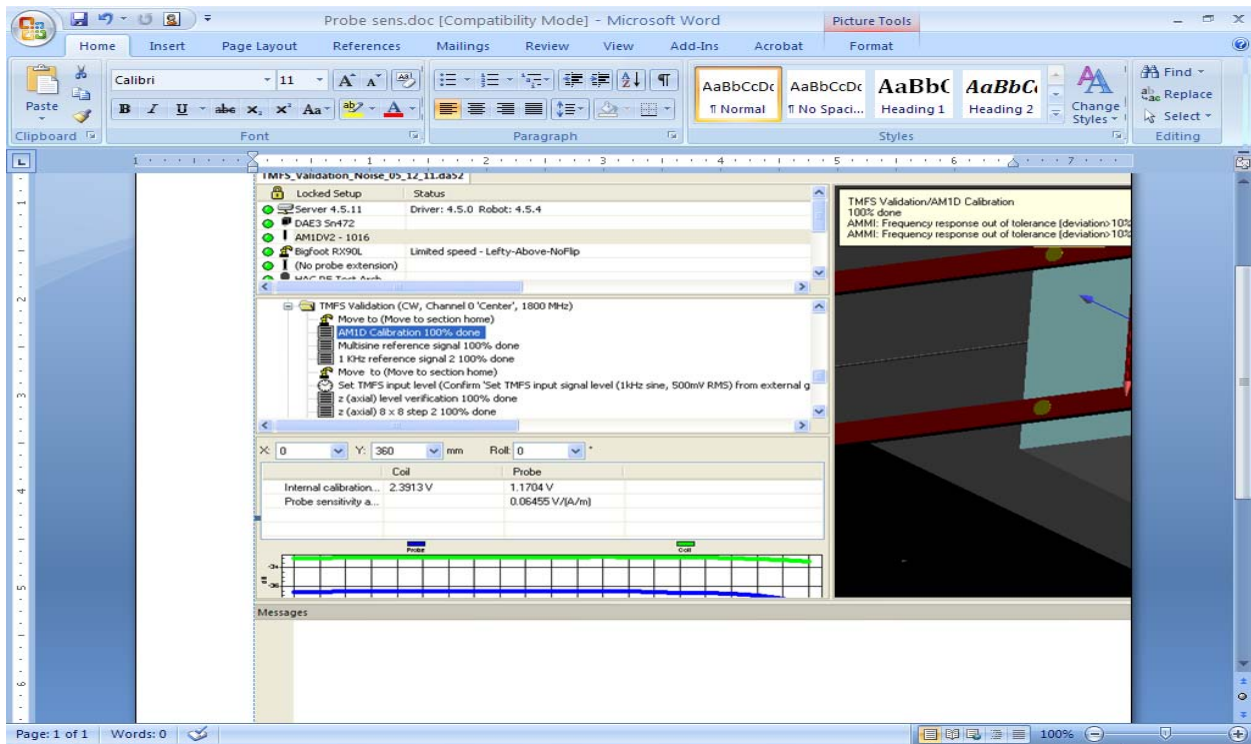 Probe sens.doc [Compatibility Mode] - Microsoft Word
Picture Tools
Home Insert Page Layout References Mailings Review View Add-Ins Acrobat Format
Paste
Calibri 11
AaBbCcDc AaBbCcDc AaBbC AaBbC
¶ Normal ¶ No Spaci... Heading 1 Heading 2
Change Styles
Find
Replace
Select
Clipboard Font Paragraph Styles Editing
TMFS_Validation_Noise_05_12_11.da52
Locked Setup Status
Server 4.5.11 Driver: 4.5.0 Robot: 4.5.4
DAE3 Sn472
AM1DV2 - 1016
Bigfoot RX90L Limited speed - Lefty-Above-NoFlip
(No probe extension)
HAC RF Test Arch
TMFS Validation/AM1D Calibration
100% done
AMMI: Frequency response out of tolerance (deviation>10%
AMMI: Frequency response out of tolerance (deviation>10%
TMFS Validation (CW, Channel 0 'Center', 1800 MHz)
Move to (Move to section home)
AM1D Calibration 100% done
Multisine reference signal 100% done
1 KHz reference signal 2 100% done
Move to (Move to section home)
Set TMFS input level (Confirm 'Set TMFS input signal level (1kHz sine, 500mV RMS) from external g
z (axial) level verification 100% done
z (axial) 8 x 8 step 2 100% done
X: 0 Y: 360 mm Roll: 0 °
Coil Probe
Internal calibration... 2.3913 V 1.1704 V
Probe sensitivity a... 0.06455 V/(A/m)
Probe Coil
-34
-36
Messages
Page: 1 of 1 Words: 0 100%